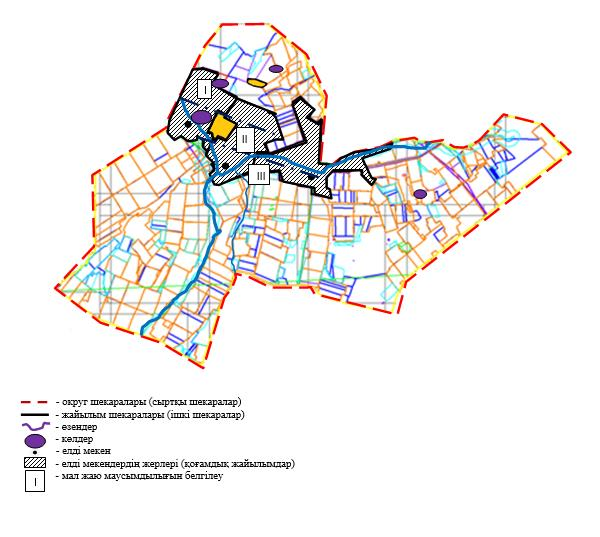 I
II
III
- округ шекаралары (сыртқы шекаралар)
- жайылым шекаралары (ішкі шекаралар)
- өзендер
- көлдер
- елді мекен
- елді мекендердің жерлері (қоғамдық жайылымдар)
I - мал жаю маусымдылығын белгілеу